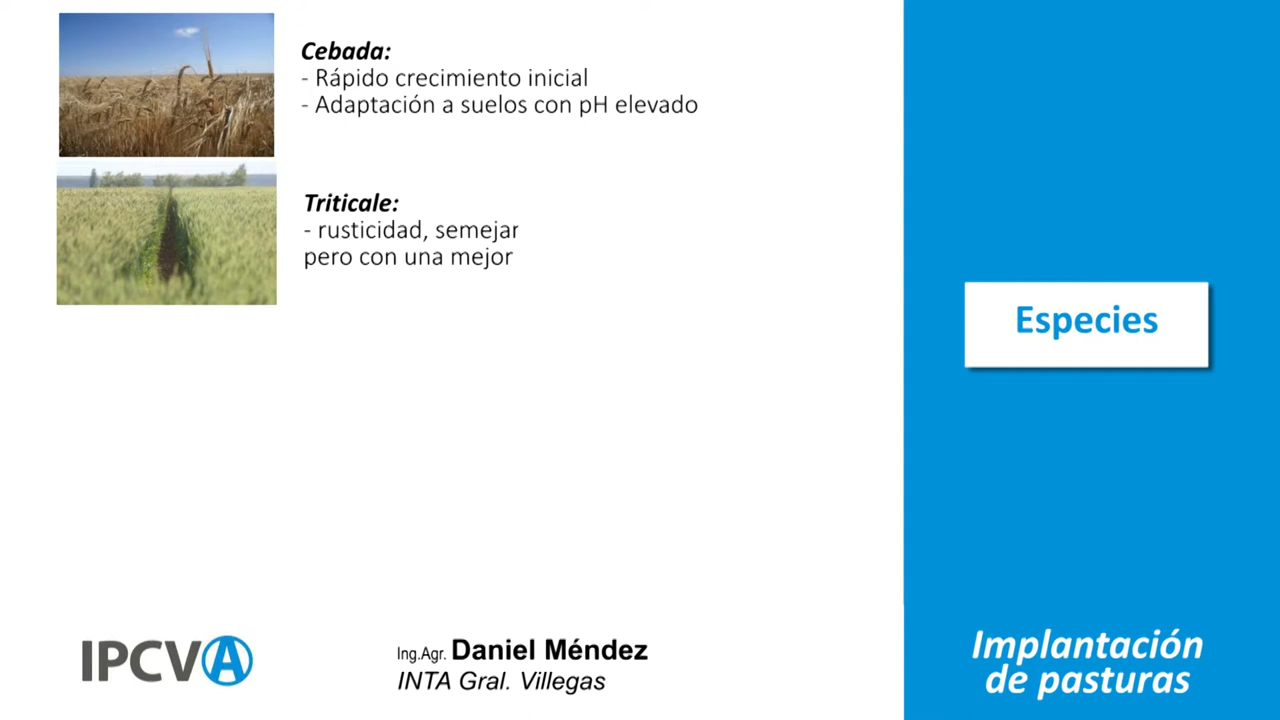 Cebada:
- Rápido crecimiento inicial
- Adaptación a suelos con pH elevado
Triticale:
- rusticidad, semejar
pero con una mejor
Especies
IPCVA
Ing.Agr. Daniel Méndez
INTA Gral. Villegas
Implantación
de pasturas